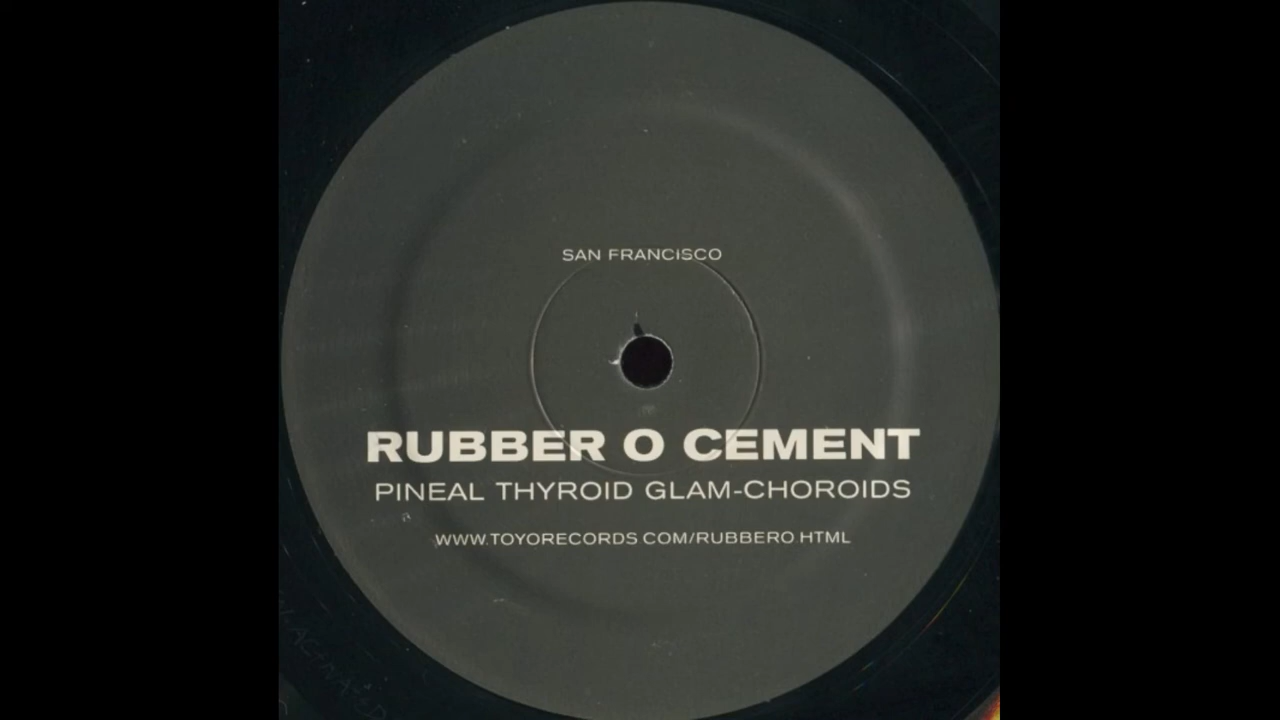 SAN FRANCISCO
RUBBER O CEMENT
PINEAL THYROID GLAM-CHOROIDS
WWW.TOYORECORDS.COM/RUBBERO.HTML